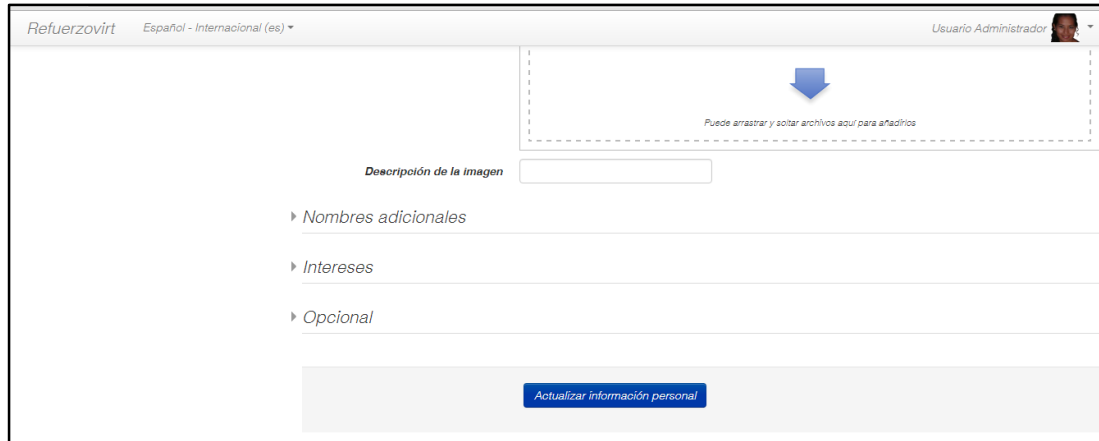 Refuerzovirt Español - Internacional (es) Usuario Administrador
Puede arrastrar y soltar archivos aquí para añadirlos
Descripción de la imagen
Nombres adicionales
Intereses
Opcional
Actualizar información personal